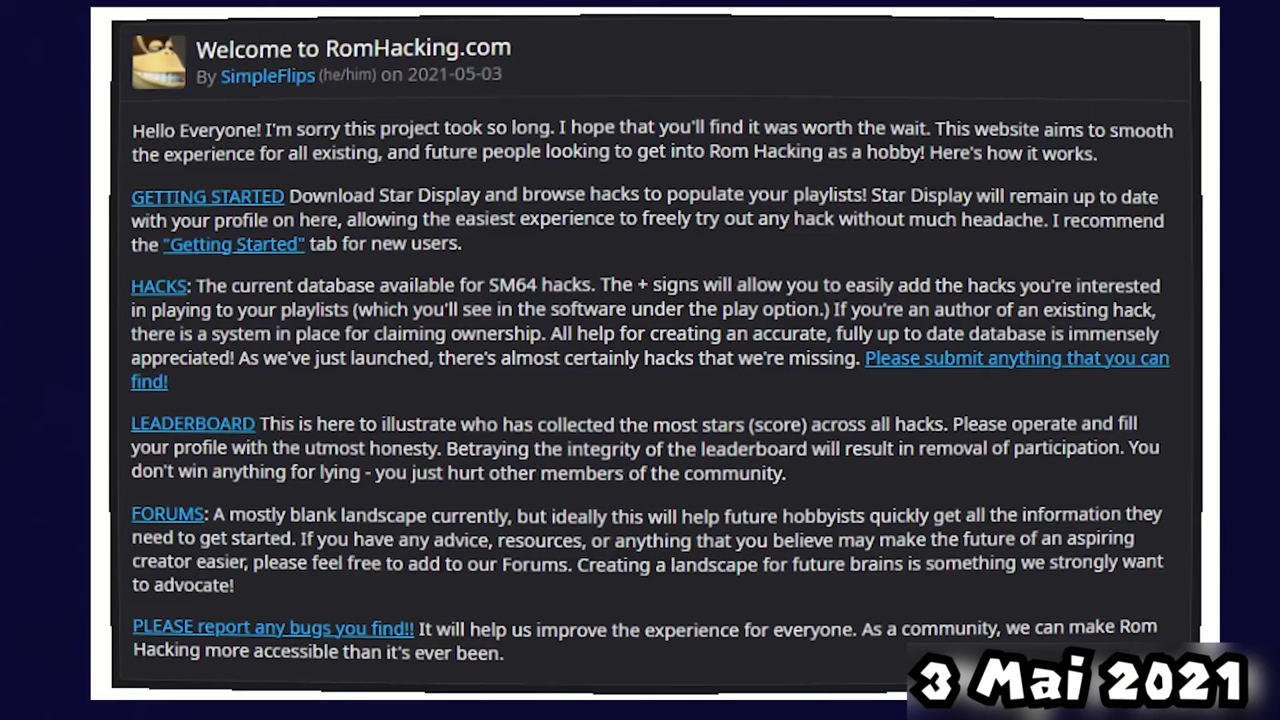 Welcome to RomHacking.com
By SimpleFlips (he/him) on 2021-05-03
Hello Everyone! I'm sorry this project took so long. I hope that you'll find it was worth the wait. This website aims to smooth
the experience for all existing, and future people looking to get into Rom Hacking as a hobby! Here's how it works.
GETTING STARTED Download Star Display and browse hacks to populate your playlists! Star Display will remain up to date
with your profile on here, allowing the easiest experience to freely try out any hack without much headache. I recommend
the "Getting Started" tab for new users.
HACKS: The current database available for SM64 hacks. The + signs will allow you to easily add the hacks you're interested
in playing to your playlists (which you'll see in the software under the play option.) If you're an author of an existing hack,
there is a system in place for claiming ownership. All help for creating an accurate, fully up to date database is immensely
appreciated! As we've just launched, there's almost certainly hacks that we're missing. Please submit anything that you can
find!
LEADERBOARD This is here to illustrate who has collected the most stars (score) across all hacks. Please operate and fill
your profile with the utmost honesty. Betraying the integrity of the leaderboard will result in removal of participation. You
don't win anything for lying - you just hurt other members of the community.
FORUMS: A mostly blank landscape currently, but ideally this will help future hobbyists quickly get all the information they
need to get started. If you have any advice, resources, or anything that you believe may make the future of an aspiring
creator easier, please feel free to add to our Forums. Creating a landscape for future brains is something we strongly want
to advocate!
PLEASE report any bugs you find!! It will help us improve the experience for everyone. As a community, we can make Rom
Hacking more accessible than it's ever been.
3 Mai 2021